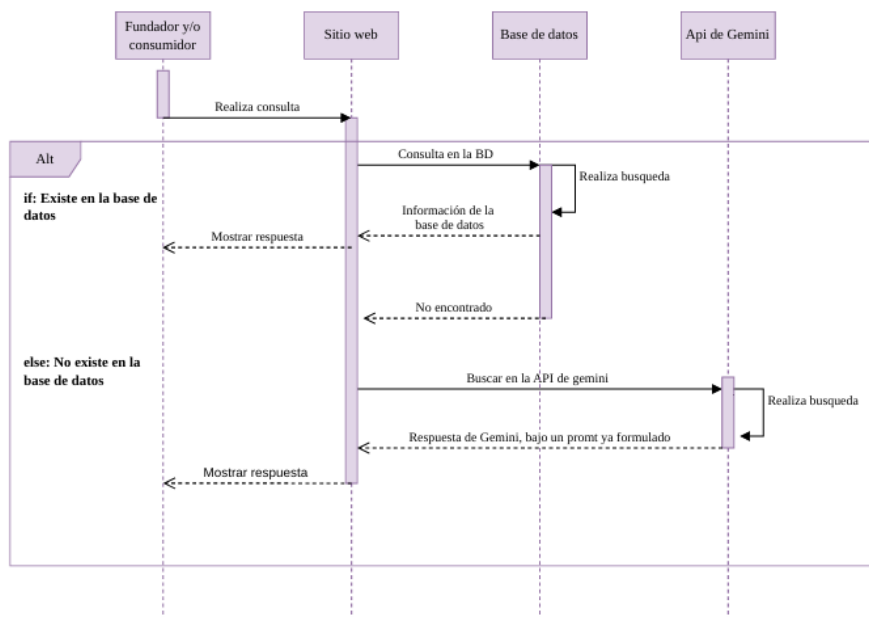 Fundador y/o
consumidor
Sitio web
Base de datos
Api de Gemini
Realiza consulta
Alt
Consulta en la BD
Realiza busqueda
if: Existe en la base de
datos
Información de la
base de datos
Mostrar respuesta
No encontrado
else: No existe en la
base de datos
Buscar en la API de gemini
Realiza busqueda
Respuesta de Gemini, bajo un promt ya formulado
Mostrar respuesta